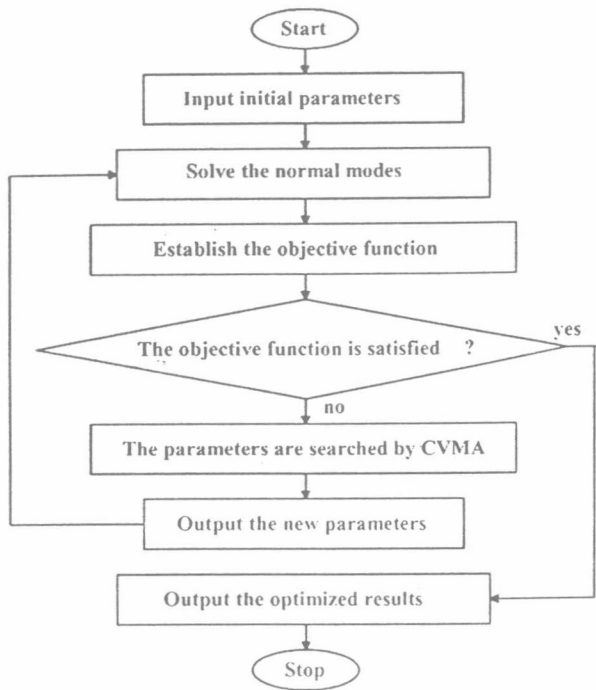 Start
Input initial parameters
Solve the normal modes
Establish the objective function
The objective function is satisfied ?
yes
no
The parameters are searched by CVMA
Output the new parameters
Output the optimized results
Stop